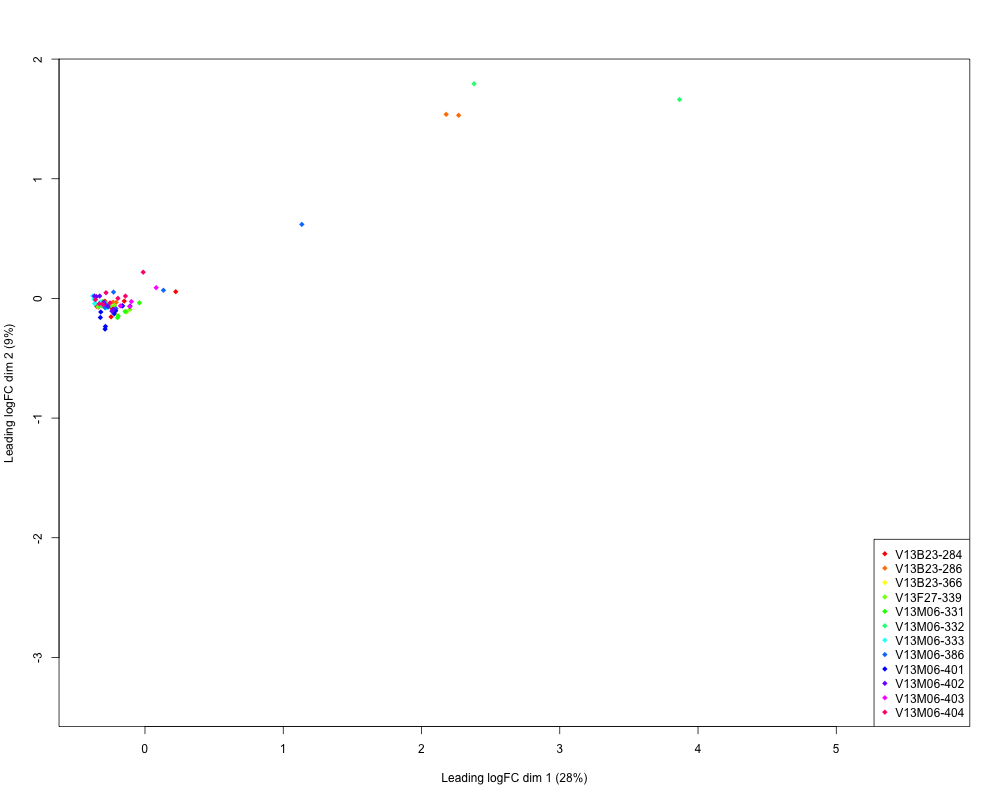 2
1
0
-1
-2
-3
Leading logFC dim 2 (9%)
V13B23-284
V13B23-286
V13B23-366
V13F27-339
V13M06-331
V13M06-332
V13M06-333
V13M06-386
V13M06-401
V13M06-402
V13M06-403
V13M06-404
0 1 2 3 4 5
Leading logFC dim 1 (28%)